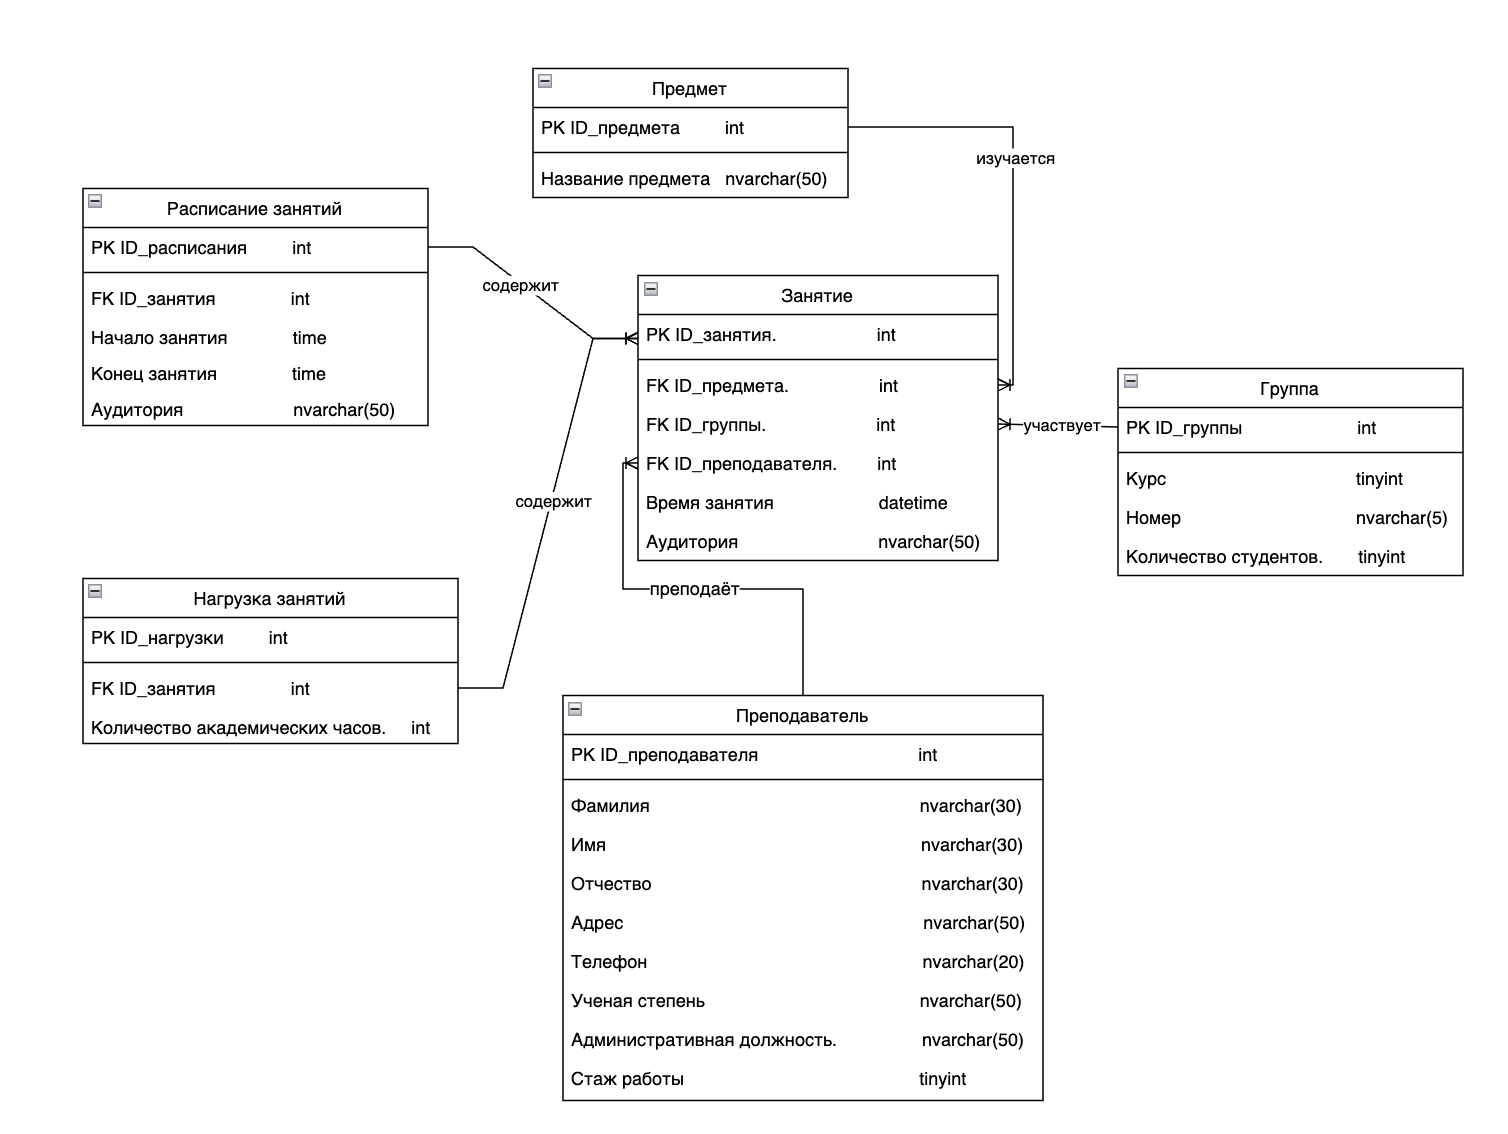 Предмет
PK ID_предмета int
Название предмета nvarchar(50)
изучается
Расписание занятий
PK ID_расписания int
FK ID_занятия int
Начало занятия time
Конец занятия time
Аудитория nvarchar(50)
содержит
Занятие
PK ID_занятия. int
FK ID_предмета. int
FK ID_группы. int
FK ID_преподавателя. int
Время занятия datetime
Аудитория nvarchar(50)
участвует
Группа
PK ID_группы int
Курс tinyint
Номер nvarchar(5)
Количество студентов. tinyint
содержит
преподаёт
Нагрузка занятий
PK ID_нагрузки int
FK ID_занятия int
Количество академических часов. int
Преподаватель
PK ID_преподавателя int
Фамилия nvarchar(30)
Имя nvarchar(30)
Отчество nvarchar(30)
Адрес nvarchar(50)
Телефон nvarchar(20)
Ученая степень nvarchar(50)
Административная должность. nvarchar(50)
Стаж работы tinyint